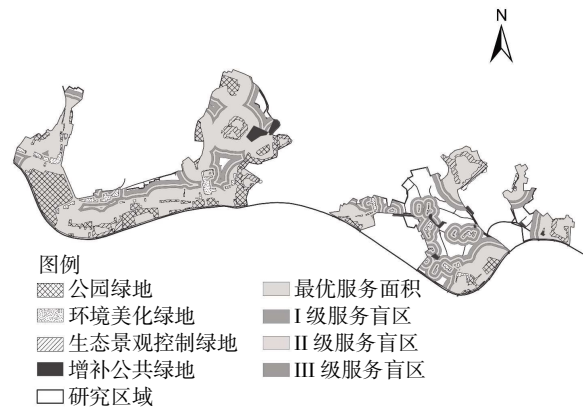 N
图例
公园绿地
环境美化绿地
生态景观控制绿地
增补公共绿地
研究区域
最优服务面积
I 级服务盲区
II 级服务盲区
III 级服务盲区